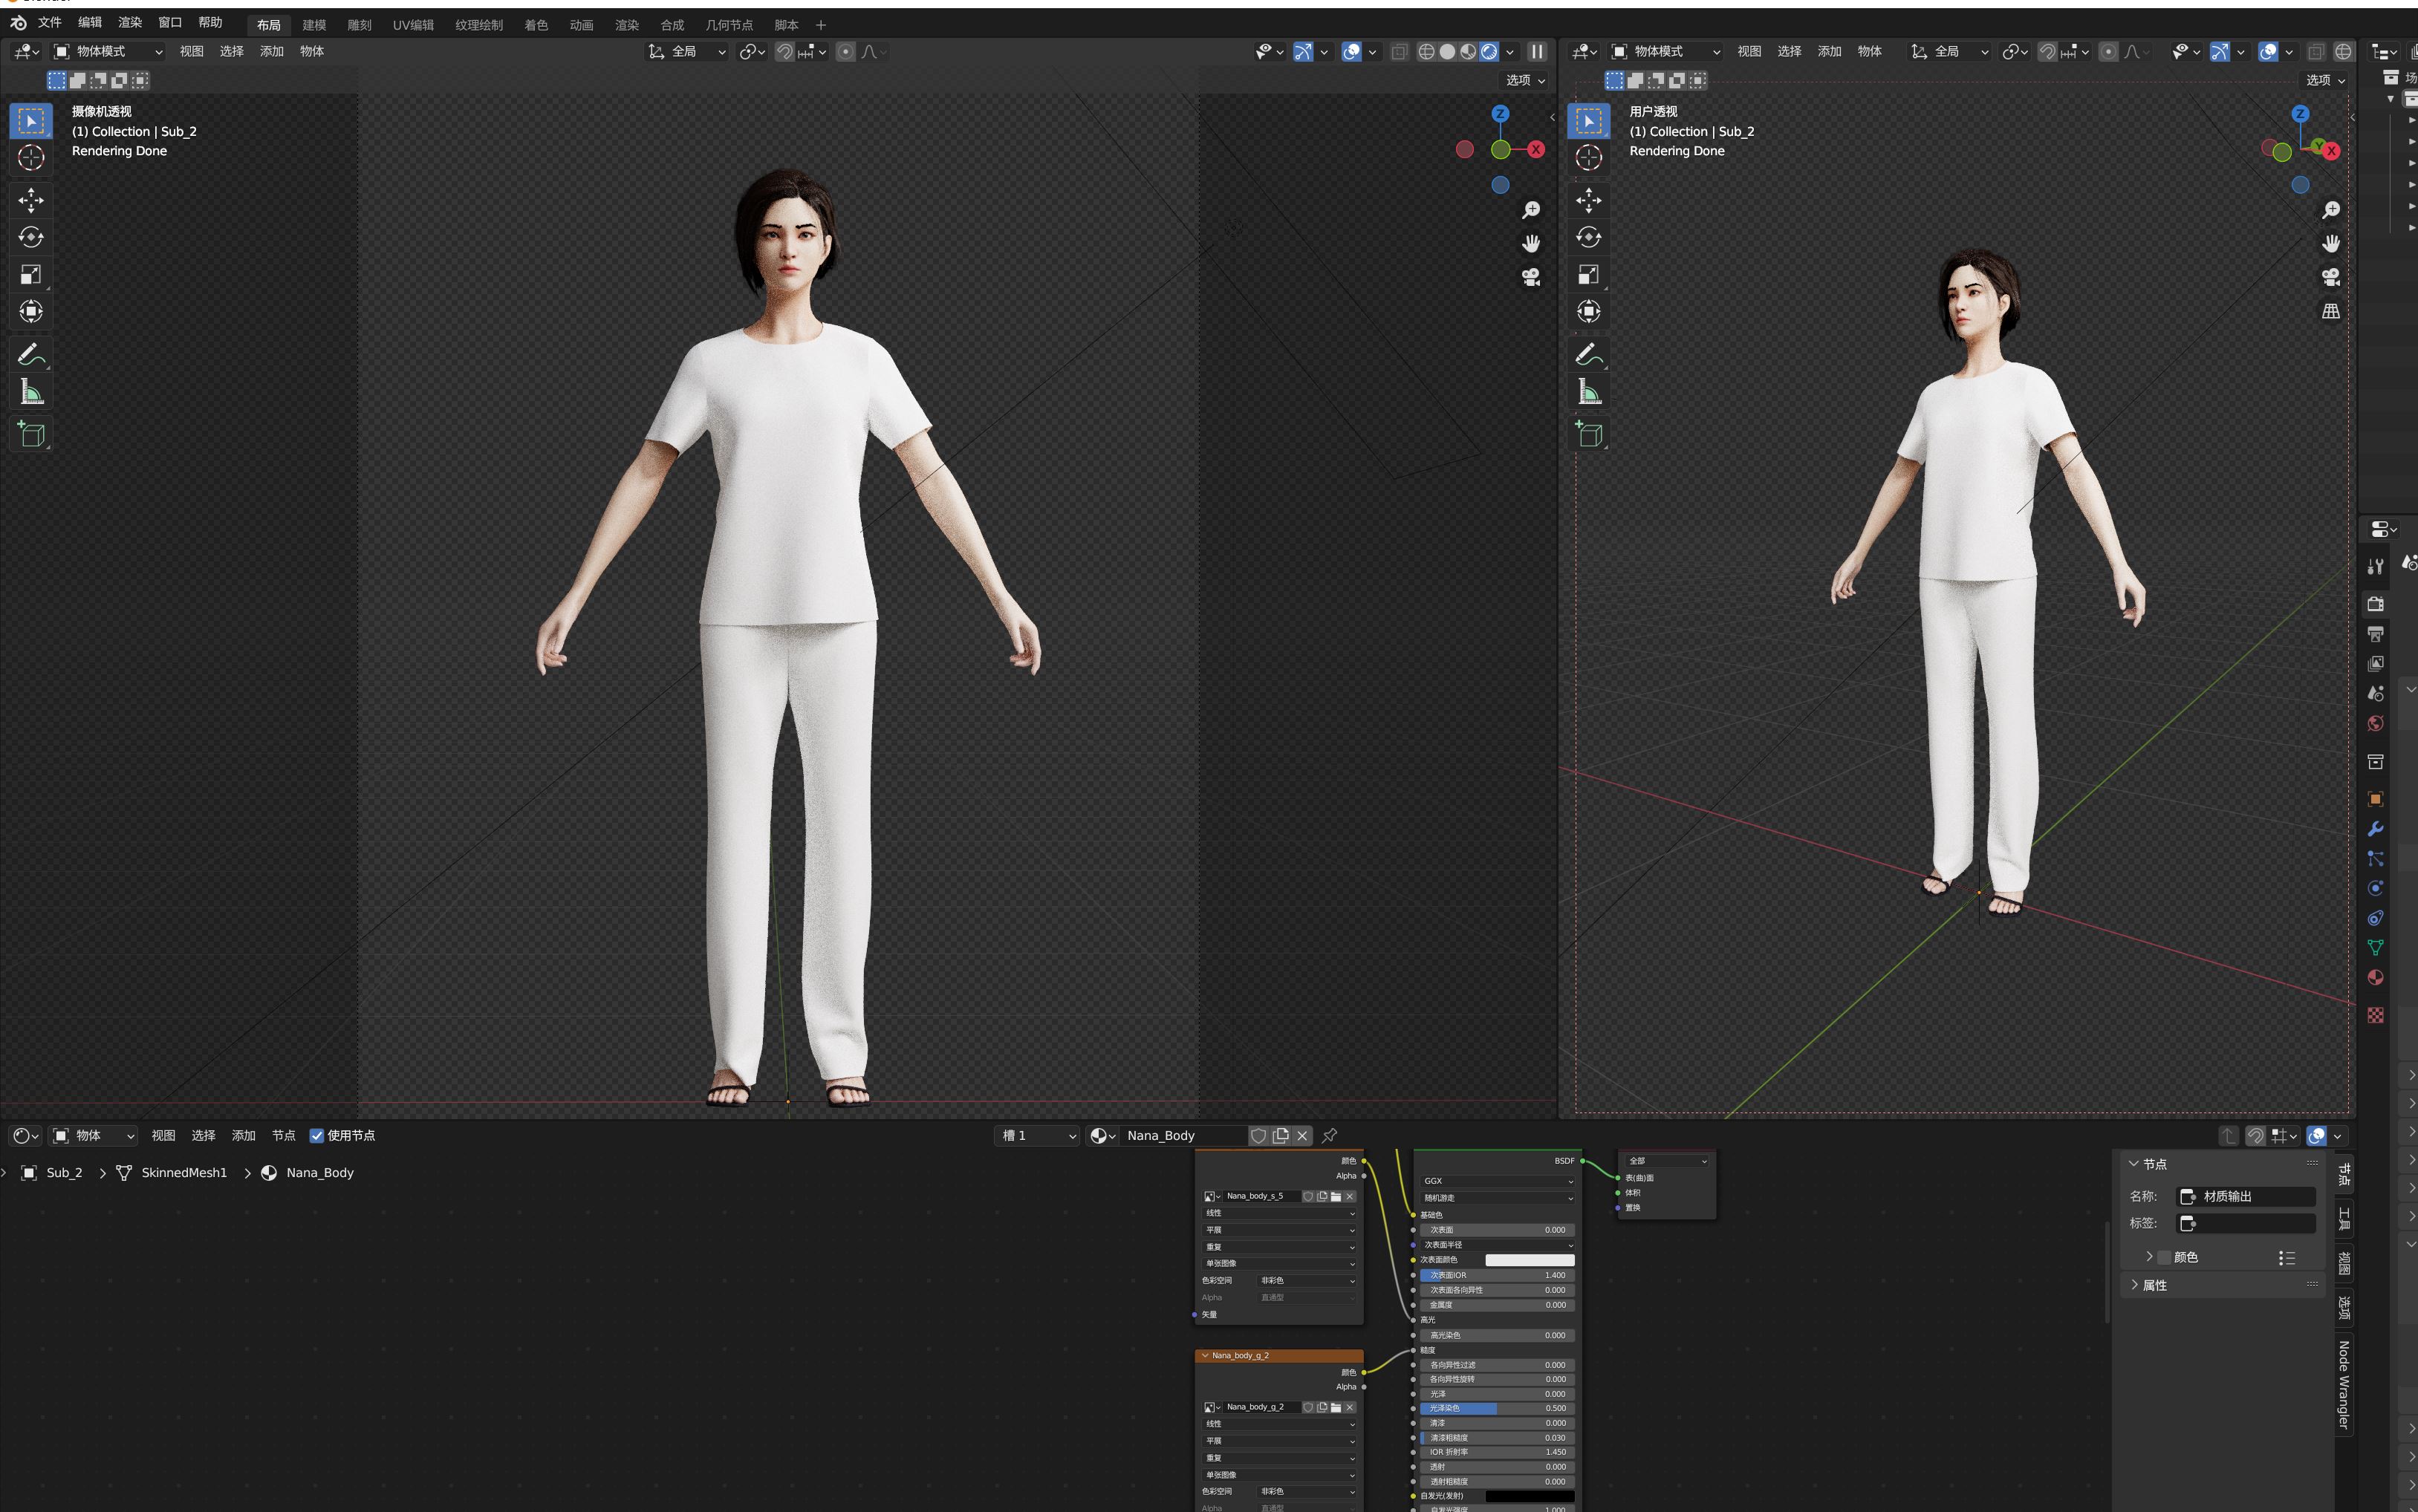 文件 编辑 渲染 窗口 帮助 布局 建模 雕刻 UV编辑 纹理绘制 着色 动画 渲染 合成 几何节点 脚本 +
物体模式 视图 选择 添加 物体 全局
选项
摄像机透视
(1) Collection | Sub_2
Rendering Done
Z
X
物体模式 视图 选择 添加 物体 全局
选项
用户透视
(1) Collection | Sub_2
Rendering Done
Z
Y
X
物体 视图 选择 添加 节点 使用节点 槽 1 Nana_Body
Sub_2 > SkinnedMesh1 > Nana_Body
颜色
Alpha
Nana_body_s_5
线性
平展
重复
单张图像
色彩空间 非彩色
Alpha 直通型
矢量
Nana_body_g_2
颜色
Alpha
Nana_body_g_2
线性
平展
重复
单张图像
色彩空间 非彩色
Alpha 直通型
BSDF
GGX
随机游走
基础色
次表面 0.000
次表面半径
次表面颜色
次表面IOR 1.400
次表面各向异性 0.000
金属度 0.000
高光
高光染色 0.000
糙度
各向异性过滤 0.000
各向异性旋转 0.000
光泽 0.000
光泽染色 0.500
清漆 0.000
清漆粗糙度 0.030
IOR 折射率 1.450
透射 0.000
透射粗糙度 0.000
自发光(发射)
自发光强度 1.000
全部
表(曲)面
体积
置换
节点
名称: 材质输出
标签:
颜色
属性
节点
工具
视图
选项
Node Wrangler